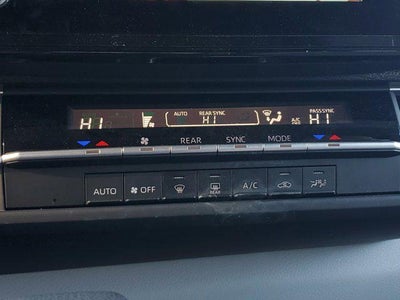 AUTO REAR SYNC PASS SYNC
HI HI A/C HI
REAR SYNC MODE
AUTO OFF REAR A/C